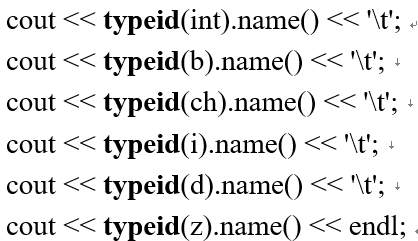 cout << typeid(int).name() << '\t';
cout << typeid(b).name() << '\t';
cout << typeid(ch).name() << '\t';
cout << typeid(i).name() << '\t';
cout << typeid(d).name() << '\t';
cout << typeid(z).name() << endl;